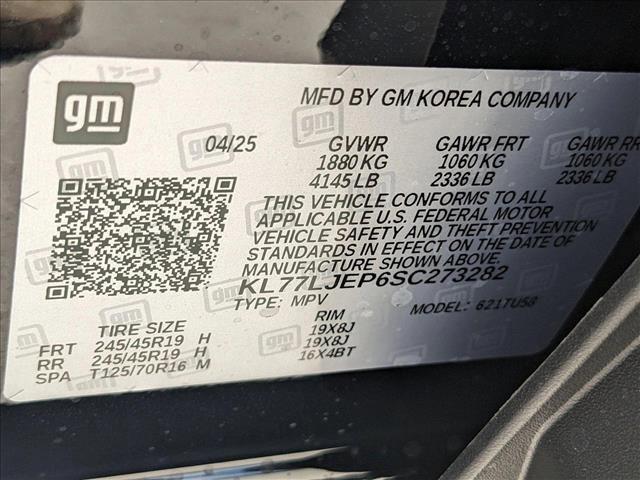 gm
MFD BY GM KOREA COMPANY
04/25 GVWR GAWR FRT GAWR RR
1880 KG 1060 KG 1060 KG
4145 LB 2336 LB 2336 LB
THIS VEHICLE CONFORMS TO ALL
APPLICABLE U.S. FEDERAL MOTOR
VEHICLE SAFETY AND THEFT PREVENTION
STANDARDS IN EFFECT ON THE DATE OF
MANUFACTURE SHOWN ABOVE.
KL77LJEP6SC273282
TYPE: MPV MODEL: 621TU58
TIRE SIZE RIM
FRT 245/45R19 H 19X8J
RR 245/45R19 H 19X8J
SPA T125/70R16 M 16X4BT